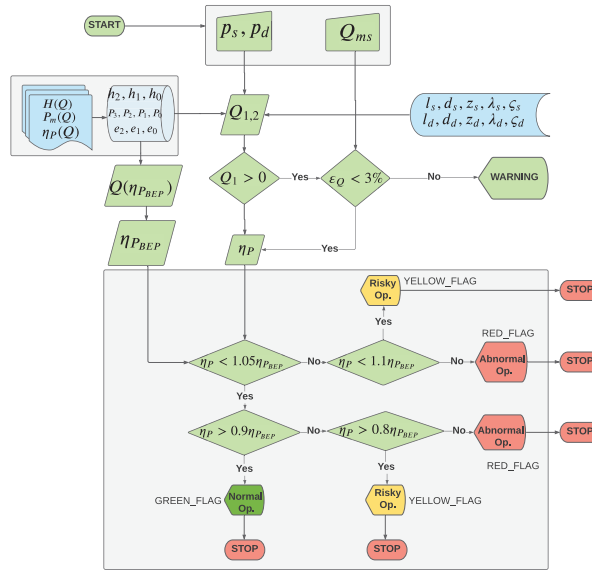 START
p_s, p_d
Q_ms
H(Q)
P_m(Q)
η_P(Q)
h_2, h_1, h_0
P_3, P_2, P_1, P_0
e_2, e_1, e_0
Q_1,2
l_s, d_s, z_s, λ_s, ς_s
l_d, d_d, z_d, λ_d, ς_d
Q(η_P_BEP)
Q_1 > 0
Yes
ε_Q < 3%
No
WARNING
η_P_BEP
η_P
Yes
Risky
Op.
YELLOW_FLAG
STOP
Yes
RED_FLAG
η_P < 1.05η_P_BEP
No
η_P < 1.1η_P_BEP
No
Abnormal
Op.
STOP
Yes
η_P > 0.9η_P_BEP
No
η_P > 0.8η_P_BEP
No
Abnormal
Op.
STOP
Yes
Yes
RED_FLAG
GREEN_FLAG
Normal
Op.
Risky
Op.
YELLOW_FLAG
STOP
STOP